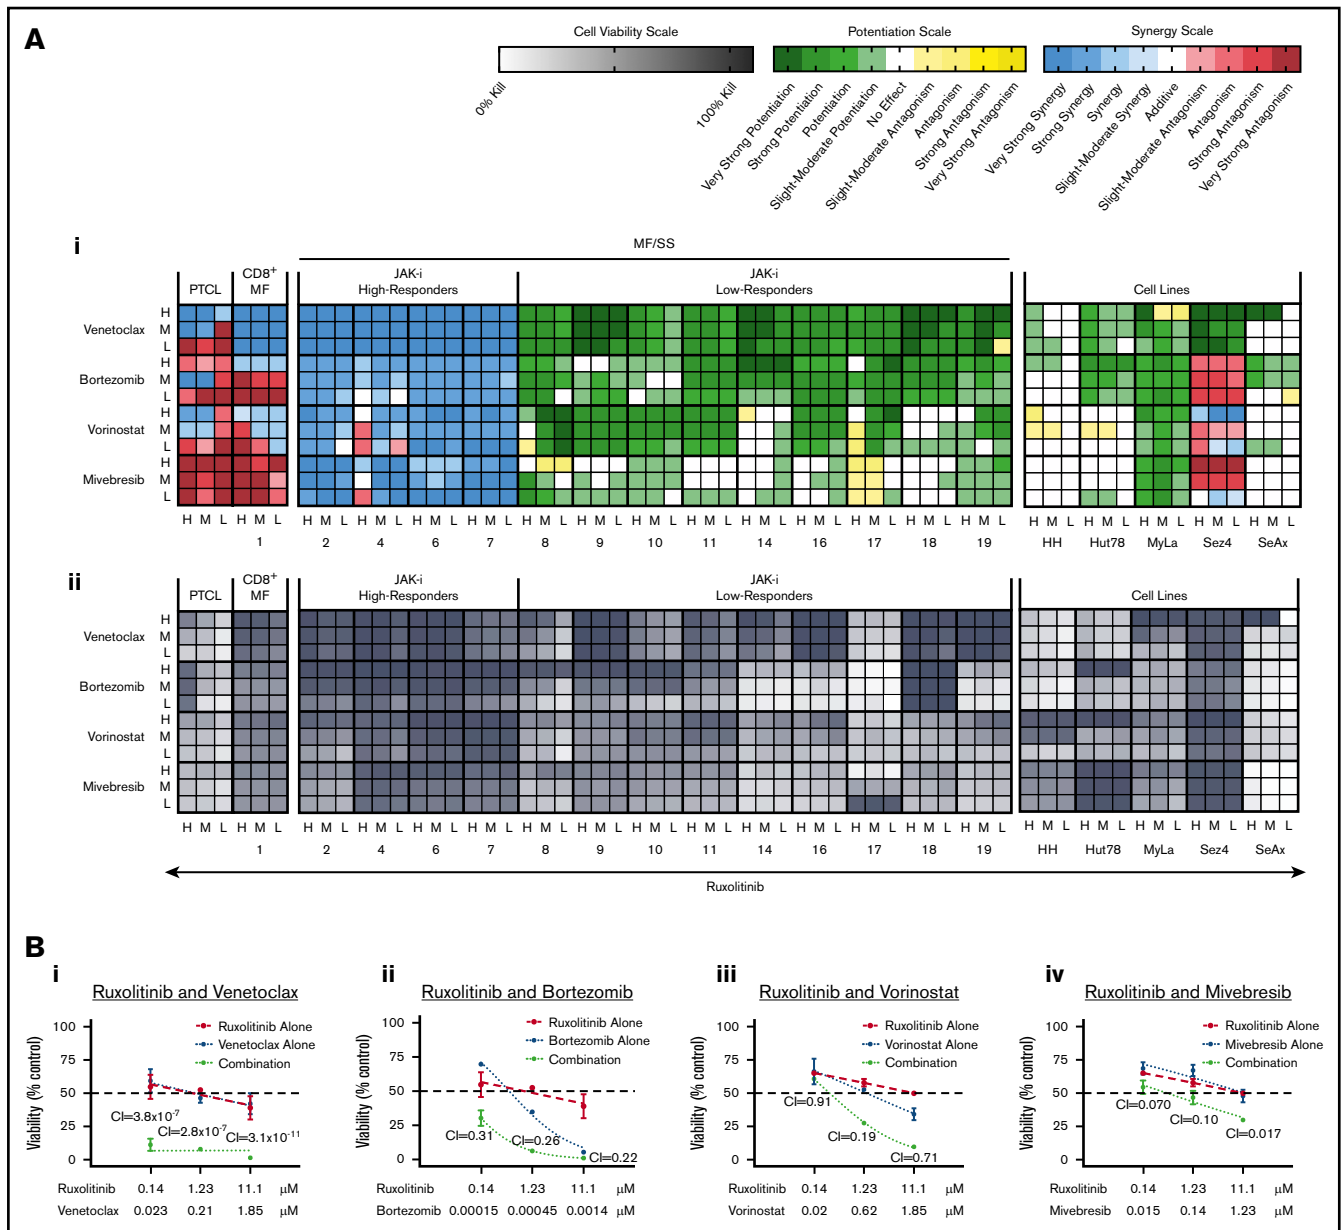 A
Cell Viability Scale
Potentiation Scale
Synergy Scale
0% Kill
100% Kill
Very Strong Potentiation
Strong Potentiation
Potentiation
Slight-Moderate Potentiation
No Effect
Slight-Moderate Antagonism
Antagonism
Strong Antagonism
Very Strong Antagonism
Very Strong Synergy
Strong Synergy
Synergy
Slight-Moderate Synergy
Additive
Slight-Moderate Antagonism
Antagonism
Strong Antagonism
Very Strong Antagonism
i
MF/SS
PTCL
CD8+ MF
JAK-i High-Responders
JAK-i Low-Responders
Cell Lines
H
Venetoclax M
L
H
Bortezomib M
L
H
Vorinostat M
L
H
Mivebresib M
L
H M L H M L H M L H M L H M L H M L H M L H M L H M L H M L H M L H M L H M L H M L H M L H M L H M L H M L H M L H M L
1 2 4 6 7 8 9 10 11 14 16 17 18 19 HH Hut78 MyLa Sez4 SeAx
ii
PTCL
CD8+ MF
JAK-i High-Responders
JAK-i Low-Responders
Cell Lines
H
Venetoclax M
L
H
Bortezomib M
L
H
Vorinostat M
L
H
Mivebresib M
L
H M L H M L H M L H M L H M L H M L H M L H M L H M L H M L H M L H M L H M L H M L H M L H M L H M L H M L H M L H M L
1 2 4 6 7 8 9 10 11 14 16 17 18 19 HH Hut78 MyLa Sez4 SeAx
Ruxolitinib
B
i
Ruxolitinib and Venetoclax
Viability (% control)
100
75
50
25
0
Ruxolitinib Alone
Venetoclax Alone
Combination
CI=3.8x10-7
CI=2.8x10-7
CI=3.1x10-11
Ruxolitinib 0.14 1.23 11.1 µM
Venetoclax 0.023 0.21 1.85 µM
ii
Ruxolitinib and Bortezomib
Viability (% control)
100
75
50
25
0
Ruxolitinib Alone
Bortezomib Alone
Combination
CI=0.31
CI=0.26
CI=0.22
Ruxolitinib 0.14 1.23 11.1 µM
Bortezomib 0.00015 0.00045 0.0014 µM
iii
Ruxolitinib and Vorinostat
Viability (% control)
100
75
50
25
0
Ruxolitinib Alone
Vorinostat Alone
Combination
CI=0.91
CI=0.19
CI=0.71
Ruxolitinib 0.14 1.23 11.1 µM
Vorinostat 0.02 0.62 1.85 µM
iv
Ruxolitinib and Mivebresib
Viability (% control)
100
75
50
25
0
Ruxolitinib Alone
Mivebresib Alone
Combination
CI=0.070
CI=0.10
CI=0.017
Ruxolitinib 0.14 1.23 11.1 µM
Mivebresib 0.015 0.14 1.23 µM